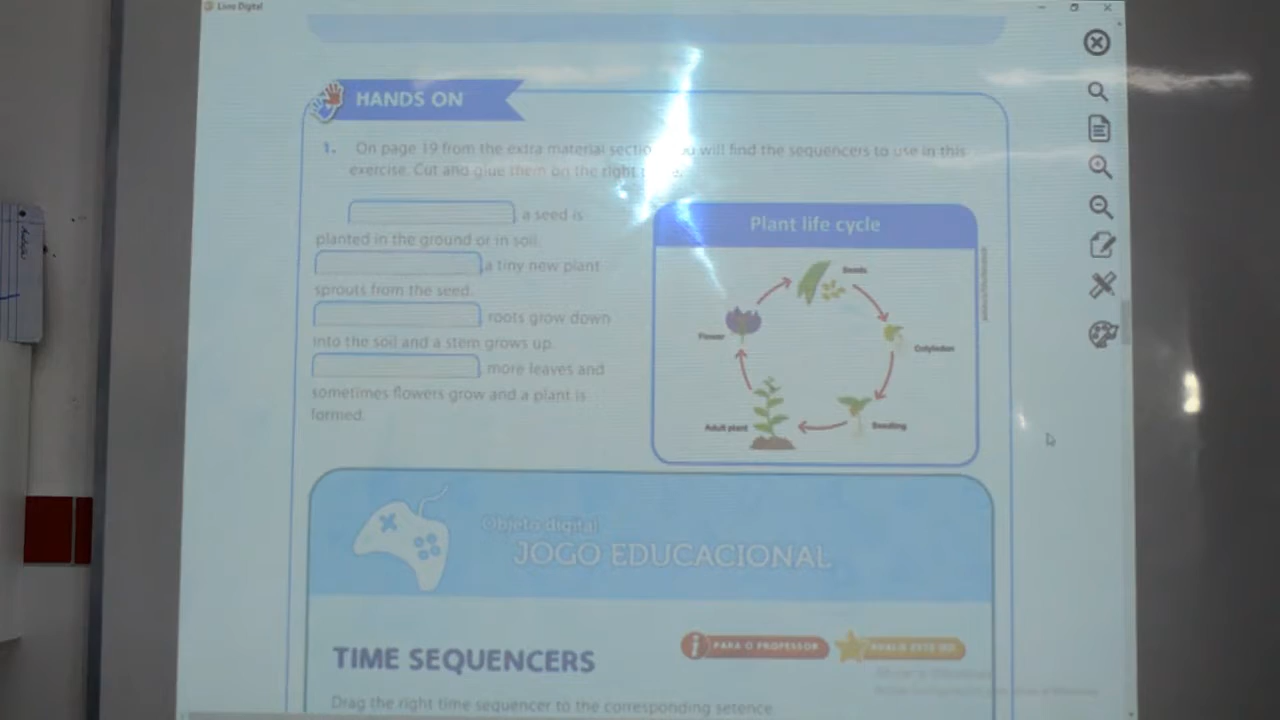 Livro Digital
HANDS ON
1. On page 19 from the extra material section you will find the sequencers to use in this
exercise. Cut and glue them on the right
a seed is
planted in the ground or in soil.
a tiny new plant
sprouts from the seed.
roots grow down
into the soil and a stem grows up.
more leaves and
sometimes flowers grow and a plant is
formed.
Plant life cycle
Seeds
Cotyledon
Seedling
Adult plant
Flower
Objeto digital
JOGO EDUCACIONAL
TIME SEQUENCERS
PARA O PROFESSOR
Drag the right time sequencer to the corresponding setence.